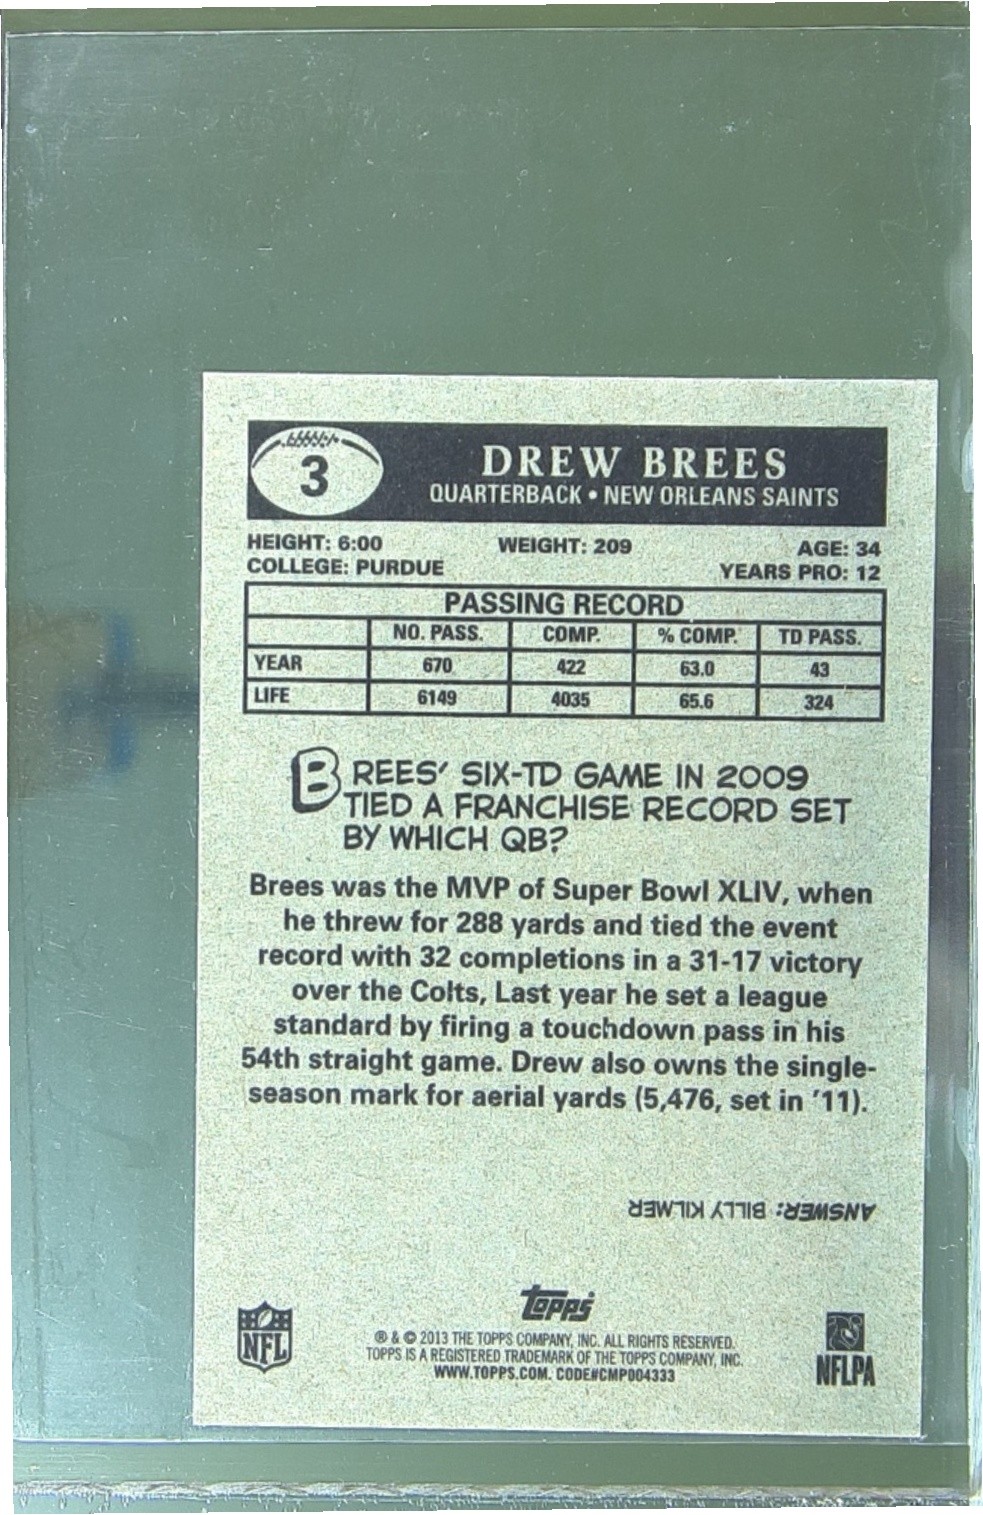 3
DREW BREES
QUARTERBACK • NEW ORLEANS SAINTS
HEIGHT: 6:00 WEIGHT: 209 AGE: 34
COLLEGE: PURDUE YEARS PRO: 12
PASSING RECORD
NO. PASS. COMP. % COMP. TD PASS.
YEAR 670 422 63.0 43
LIFE 6149 4035 65.6 324
BREES' SIX-TD GAME IN 2009
TIED A FRANCHISE RECORD SET
BY WHICH QB?
Brees was the MVP of Super Bowl XLIV, when
he threw for 288 yards and tied the event
record with 32 completions in a 31-17 victory
over the Colts, Last year he set a league
standard by firing a touchdown pass in his
54th straight game. Drew also owns the single-
season mark for aerial yards (5,476, set in '11).
ANSWER: BILLY KILMER
topps
NFL
® & © 2013 THE TOPPS COMPANY, INC. ALL RIGHTS RESERVED.
TOPPS IS A REGISTERED TRADEMARK OF THE TOPPS COMPANY, INC.
WWW.TOPPS.COM. CODE#CMP004333
NFLPA